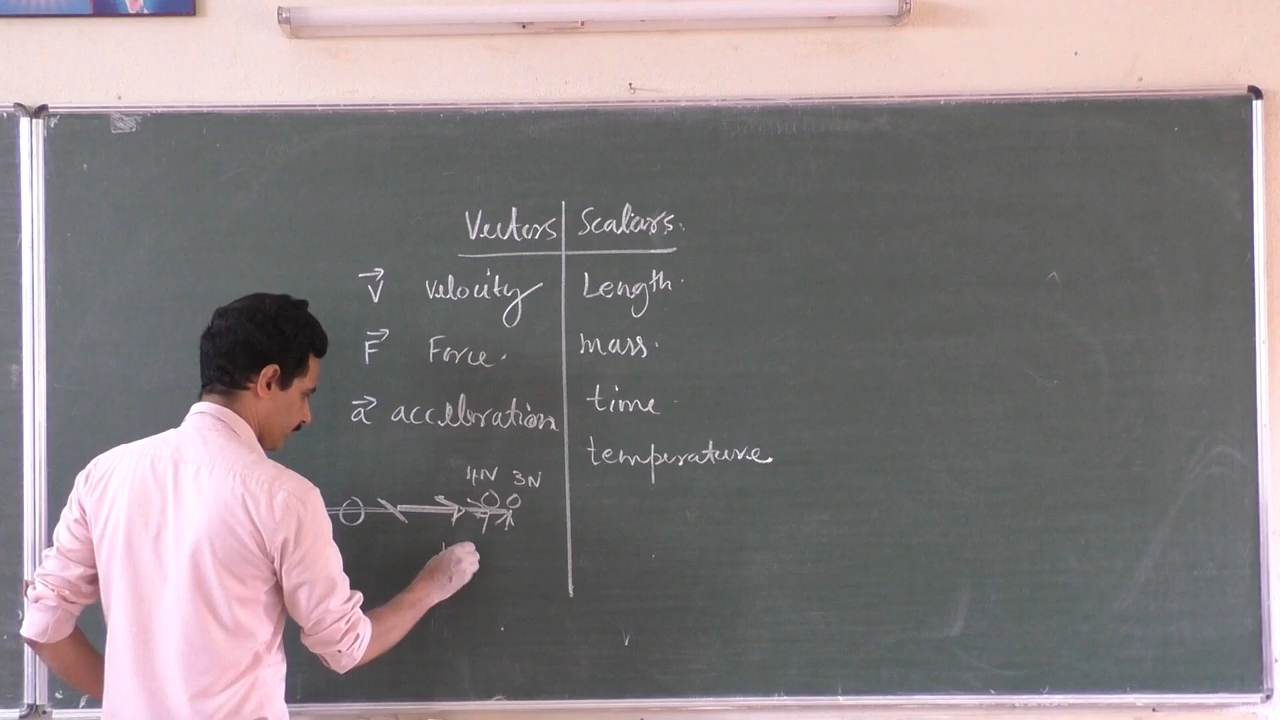 Vectors Scalars.
V velocity Length.
F Force. mass.
a acceleration time
temperature
4N 3N